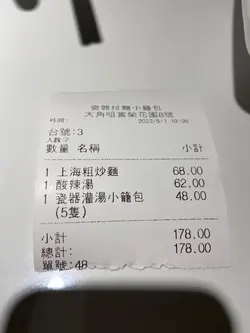 瓷器拉麵小籠包
大角咀富榮花園8號
時間: 2022/5/1 19:06
台號:3
人數:2
數量 名稱 小計
1 上海粗炒麵 68.00
1 酸辣湯 62.00
1 瓷器灌湯小籠包 48.00
(5隻)
小計 178.00
總計: 178.00
單號:48